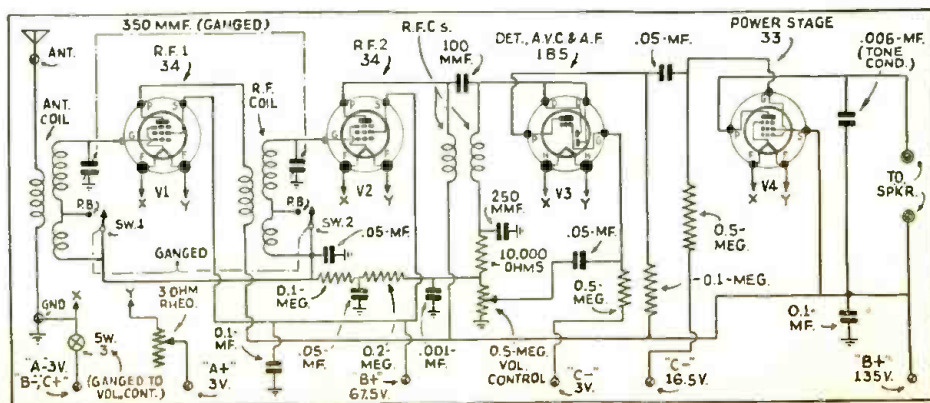 350 MMF. (GANGED)
ANT.
ANT.
COIL
R.F. 1
34
R.F.
COIL
R.F. 2
34
R.F.C s.
100
MMF.
DET., A.V.C & A.F.
1B5
.05-MF.
POWER STAGE
33
.006-MF.
(TONE
COND.)
P
S
G
F
F
V1
X
Y
P
S
G
F
F
V2
X
Y
P
G
H
H
V3
X
Y
G
P
S
F
F
V4
X
Y
TO
SPKR.
P.B.)
SW.1
GANGED
P.B.)
SW.2
.05-MF.
250
MMF.
10,000
OHMS
.05-MF.
0.5-
MEG.
0.5-
MEG.
0.1-
MEG.
GND
X
Y
3 OHM
RHEO.
SW.
3
(GANGED TO
VOL. CONT.)
"A-"3V.
"B-","C+"
"A+"
3V.
0.1-
MEG.
0.1-
MF.
.05-
MF.
0.2-
MEG.
.001-
MF.
"B+"
67.5V.
0.5-MEG.
VOL.
CONTROL
"C-"
3V.
"C-"
16.5V.
0.1-
MF.
"B+"
135V.